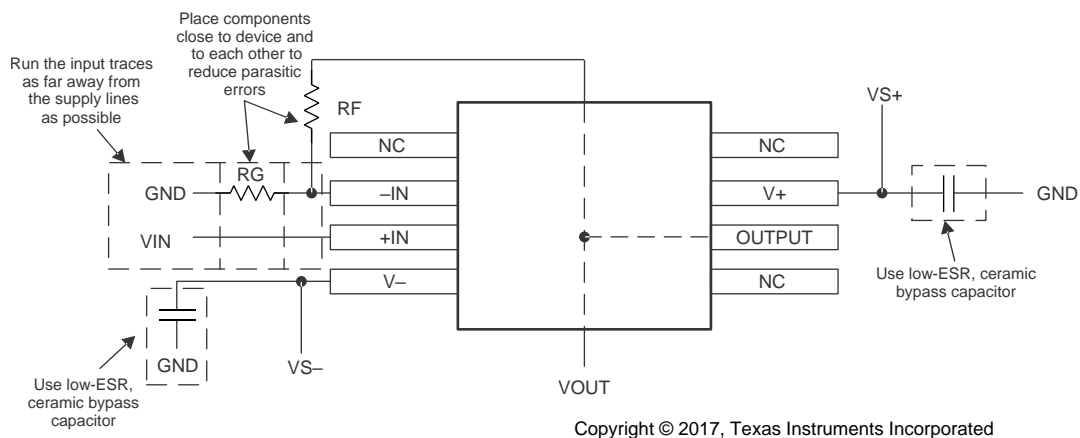 Place components
close to device and
to each other to
reduce parasitic
errors
Run the input traces
as far away from
the supply lines
as possible
RF
VS+
NC
NC
RG
GND
–IN
V+
GND
VIN
+IN
OUTPUT
V–
NC
Use low-ESR, ceramic
bypass capacitor
GND
VS–
Use low-ESR,
ceramic bypass
capacitor
VOUT
Copyright © 2017, Texas Instruments Incorporated